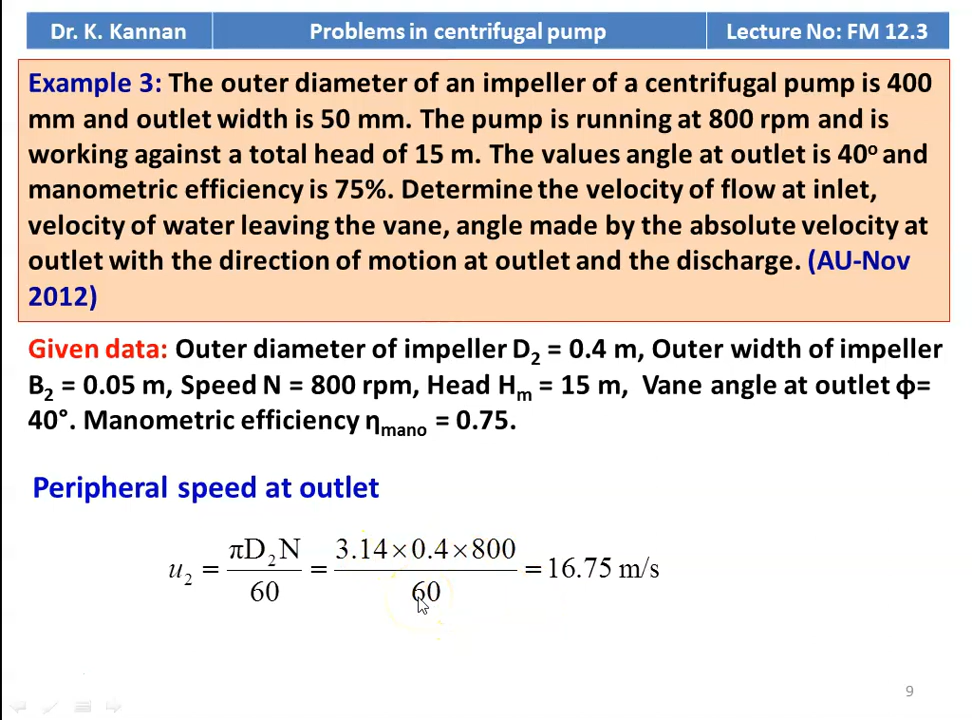 Dr. K. Kannan Problems in centrifugal pump Lecture No: FM 12.3
Example 3: The outer diameter of an impeller of a centrifugal pump is 400
mm and outlet width is 50 mm. The pump is running at 800 rpm and is
working against a total head of 15 m. The values angle at outlet is 40ᵒ and
manometric efficiency is 75%. Determine the velocity of flow at inlet,
velocity of water leaving the vane, angle made by the absolute velocity at
outlet with the direction of motion at outlet and the discharge. (AU-Nov
2012)
Given data: Outer diameter of impeller D₂ = 0.4 m, Outer width of impeller
B₂ = 0.05 m, Speed N = 800 rpm, Head Hₘ = 15 m, Vane angle at outlet ф=
40°. Manometric efficiency ηmano = 0.75.
Peripheral speed at outlet
u₂ = πD₂N / 60 = 3.14×0.4×800 / 60 = 16.75 m/s
9